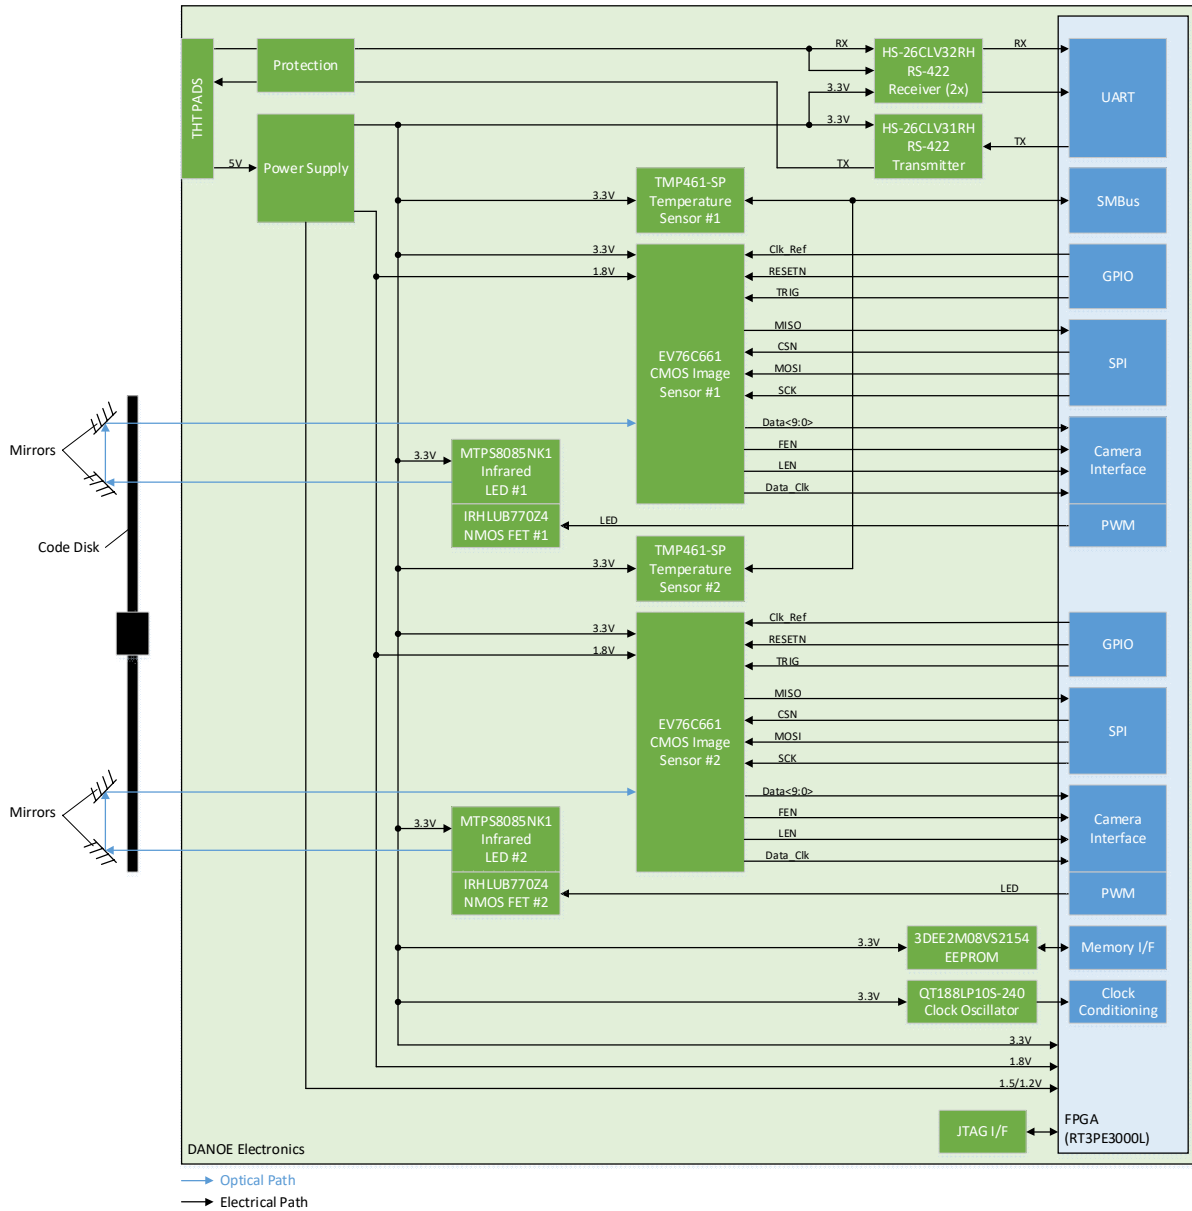 THT PADS
Protection
RX
HS-26CLV32RH
RS-422
Receiver (2x)
RX
UART
3.3V
3.3V
HS-26CLV31RH
RS-422
Transmitter
TX
TX
5V
Power Supply
3.3V
TMP461-SP
Temperature
Sensor #1
SMBus
3.3V
1.8V
EV76C661
CMOS Image
Sensor #1
Clk_Ref
RESETN
TRIG
GPIO
MISO
CSN
MOSI
SCK
SPI
Data<9:0>
FEN
LEN
Data_Clk
Camera
Interface
Mirrors
3.3V
MTPS8085NK1
Infrared
LED #1
IRHLUB770Z4
NMOS FET #1
LED
PWM
Code Disk
3.3V
TMP461-SP
Temperature
Sensor #2
3.3V
1.8V
EV76C661
CMOS Image
Sensor #2
Clk_Ref
RESETN
TRIG
GPIO
MISO
CSN
MOSI
SCK
SPI
Data<9:0>
FEN
LEN
Data_Clk
Camera
Interface
Mirrors
3.3V
MTPS8085NK1
Infrared
LED #2
IRHLUB770Z4
NMOS FET #2
LED
PWM
3.3V
3DEE2M08VS2154
EEPROM
Memory I/F
3.3V
QT188LP10S-240
Clock Oscillator
Clock
Conditioning
3.3V
1.8V
1.5/1.2V
JTAG I/F
FPGA
(RT3PE3000L)
DANOE Electronics
Optical Path
Electrical Path